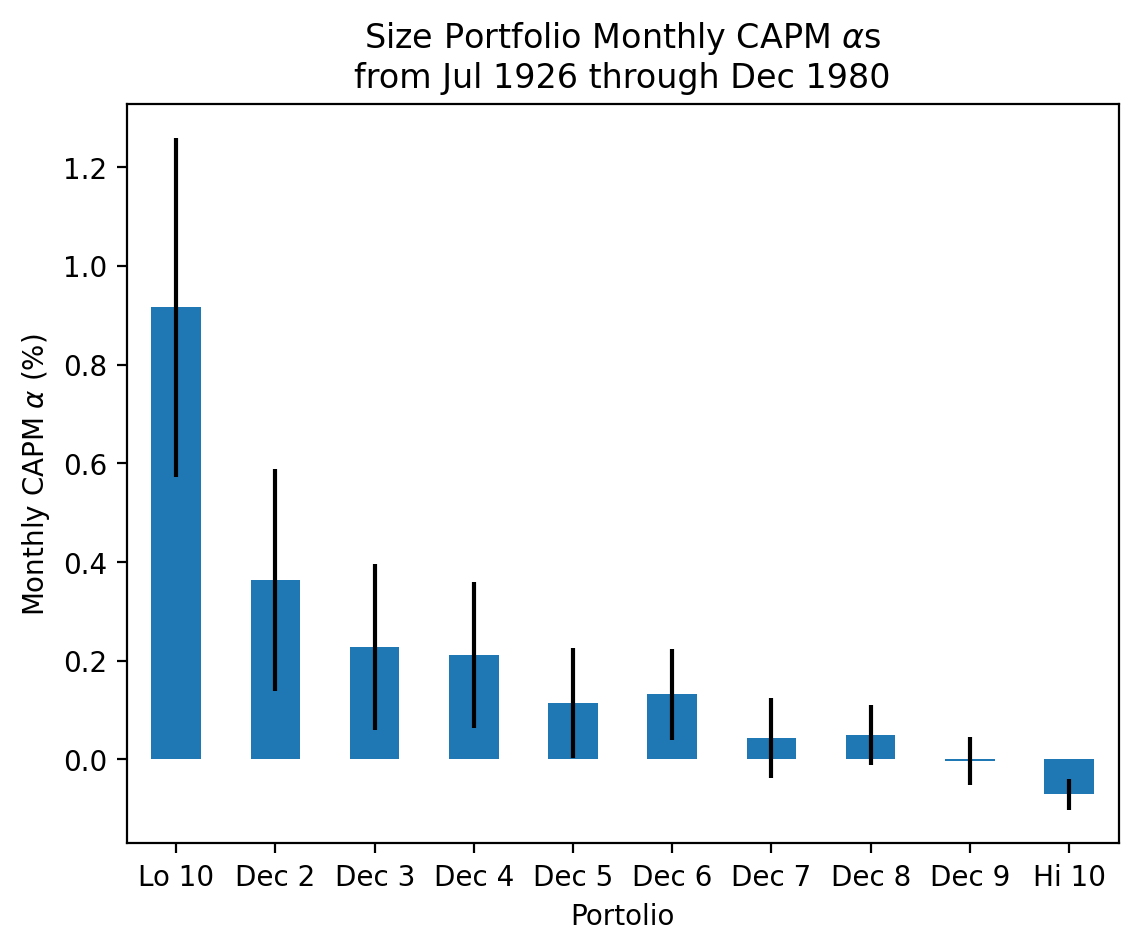 Size Portfolio Monthly CAPM αs
from Jul 1926 through Dec 1980
Monthly CAPM α (%)
1.2
1.0
0.8
0.6
0.4
0.2
0.0
Lo 10 Dec 2 Dec 3 Dec 4 Dec 5 Dec 6 Dec 7 Dec 8 Dec 9 Hi 10
Portolio